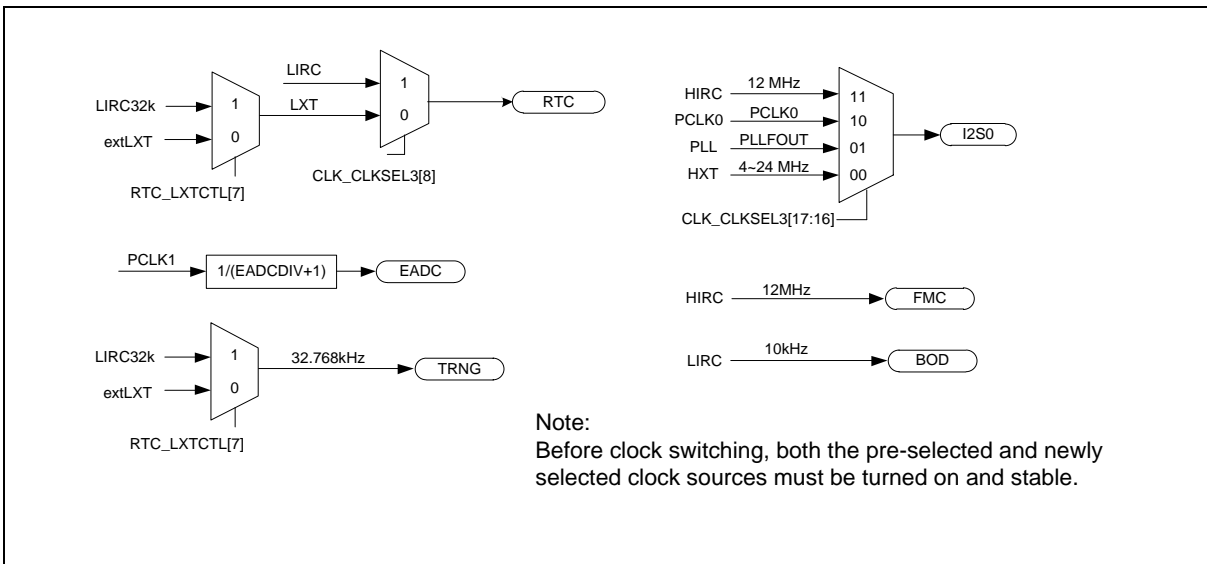 LIRC
1
LIRC32k
1
LXT
RTC
0
extLXT
0
CLK_CLKSEL3[8]
RTC_LXTCTL[7]
HIRC
12 MHz
11
PCLK0
PCLK0
10
I2S0
PLL
PLLFOUT
01
HXT
4~24 MHz
00
CLK_CLKSEL3[17:16]
PCLK1
1/(EADCDIV+1)
EADC
HIRC
12MHz
FMC
LIRC32k
1
32.768kHz
TRNG
extLXT
0
RTC_LXTCTL[7]
LIRC
10kHz
BOD
Note:
Before clock switching, both the pre-selected and newly
selected clock sources must be turned on and stable.